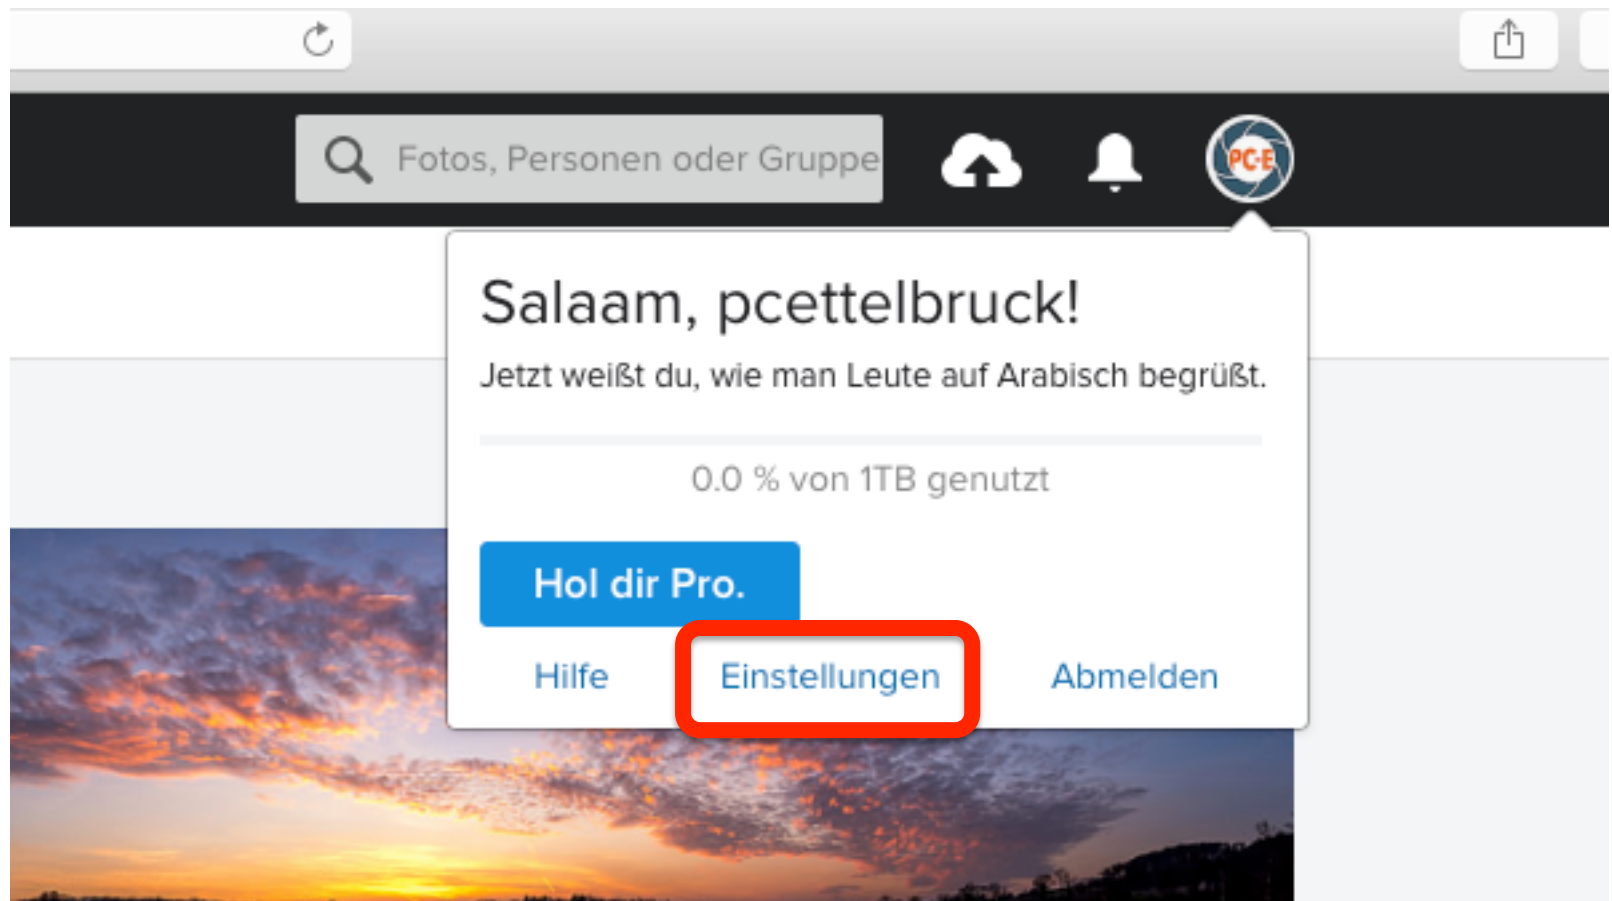 Fotos, Personen oder Gruppe
PC-E
Salaam, pcettelbruck!
Jetzt weißt du, wie man Leute auf Arabisch begrüßt.
0.0 % von 1TB genutzt
Hol dir Pro.
Hilfe Einstellungen Abmelden